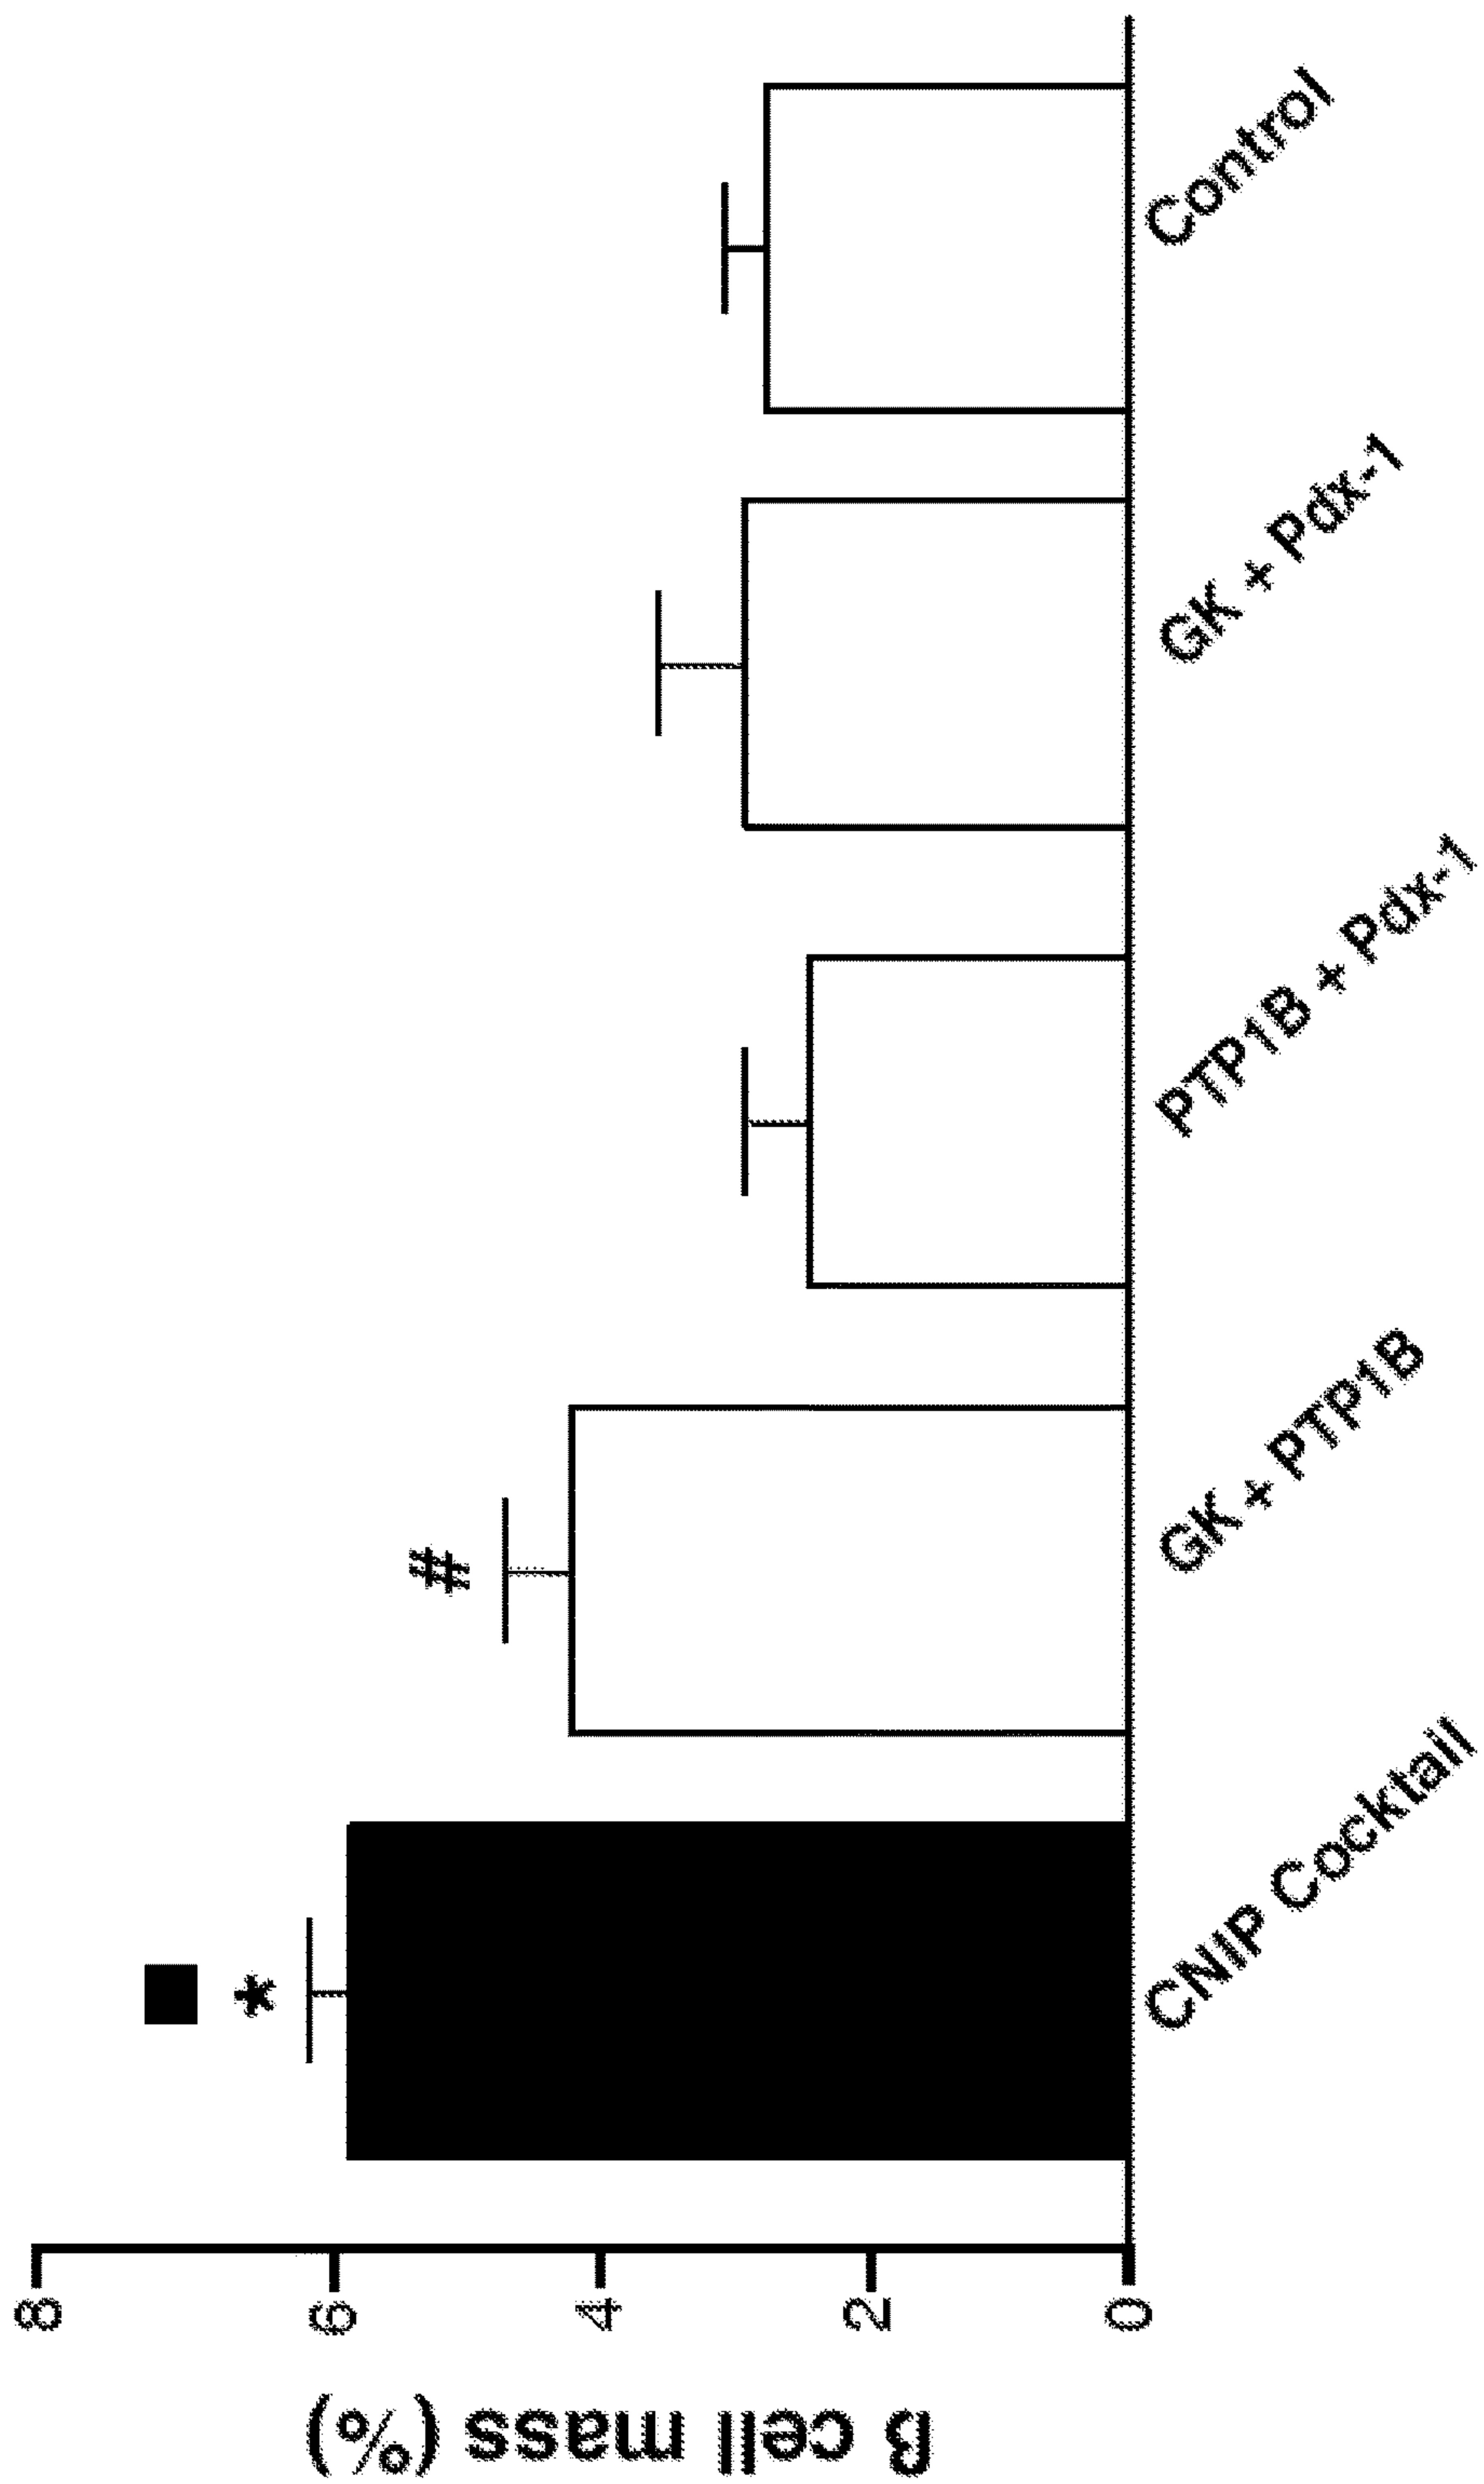 β cell mass (%)
8
6
4
2
0
#
*
CNIP Cocktail
GK + PTP1B
PTP1B + Pdx-1
GK + Pdx-1
Control